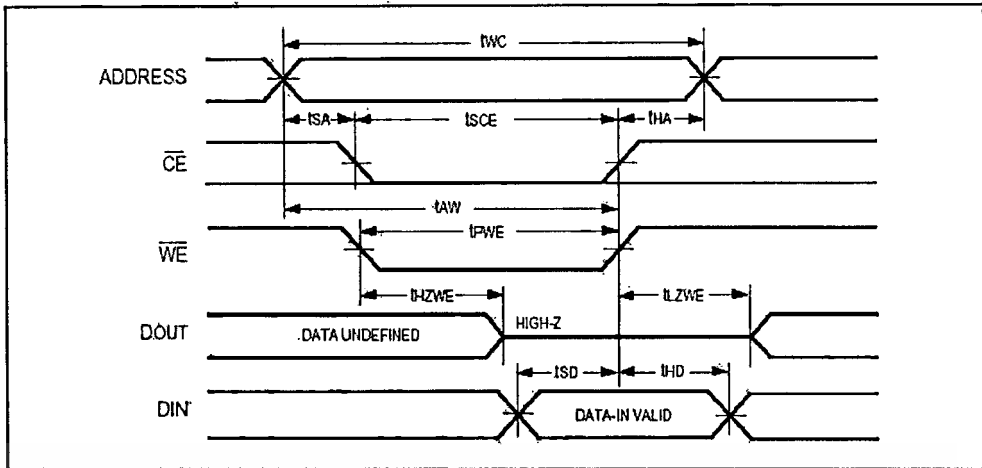 tWC
ADDRESS
tSA
tSCE
tHA
CE
tAW
tPWE
WE
tHZWE
tLZWE
DOUT
DATA UNDEFINED
HIGH-Z
tSD
tHD
DIN
DATA-IN VALID